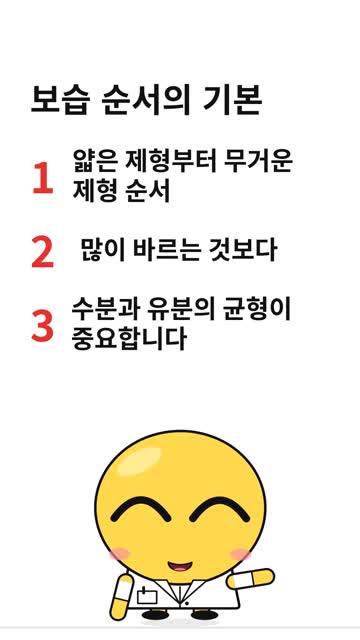 보습 순서의 기본
1
얇은 제형부터 무거운
제형 순서
2
많이 바르는 것보다
3
수분과 유분의 균형이
중요합니다